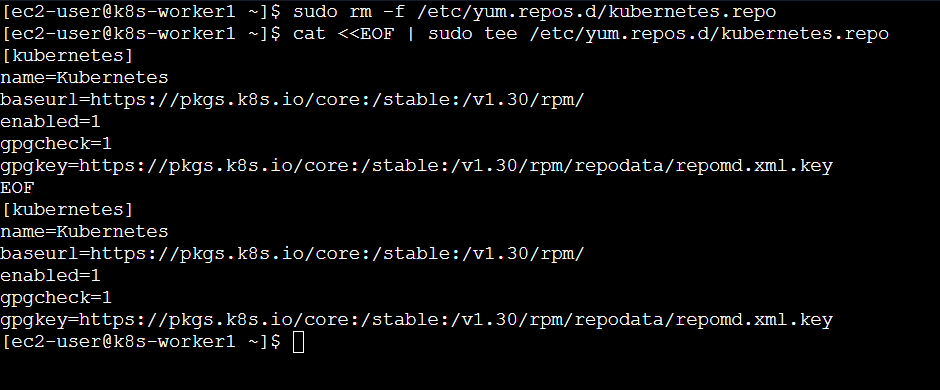 [ec2-user@k8s-worker1 ~]$ sudo rm -f /etc/yum.repos.d/kubernetes.repo
[ec2-user@k8s-worker1 ~]$ cat <<EOF | sudo tee /etc/yum.repos.d/kubernetes.repo
[kubernetes]
name=Kubernetes
baseurl=https://pkgs.k8s.io/core:/stable:/v1.30/rpm/
enabled=1
gpgcheck=1
gpgkey=https://pkgs.k8s.io/core:/stable:/v1.30/rpm/repodata/repomd.xml.key
EOF
[kubernetes]
name=Kubernetes
baseurl=https://pkgs.k8s.io/core:/stable:/v1.30/rpm/
enabled=1
gpgcheck=1
gpgkey=https://pkgs.k8s.io/core:/stable:/v1.30/rpm/repodata/repomd.xml.key
[ec2-user@k8s-worker1 ~]$